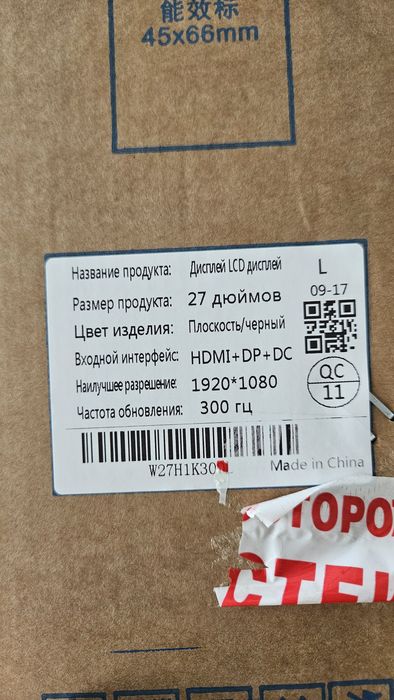 能效标
45x66mm
Название продукта: Дисплей LCD дисплей L
Размер продукта: 27 дюймов 09-17
Цвет изделия: Плоскость/черный
Входной интерфейс: HDMI+DP+DC
QC
Наилучшее разрешение: 1920*1080
11
Частота обновления: 300 гц
W27H1K30
Made in China
ТОРОЖ
СТЕК